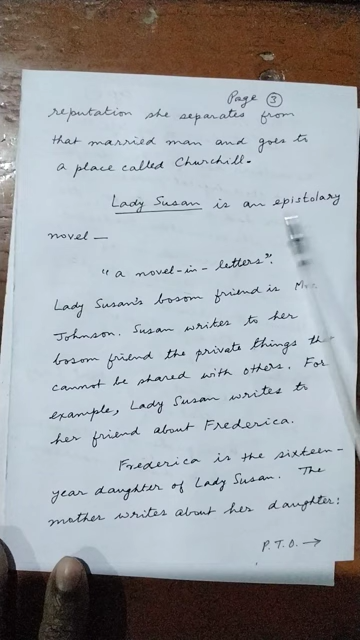 Page 3
reputation she separates from
that married man and goes to
a place called Churchill.
Lady Susan is an epistolary
novel —
"a novel-in-letters".
Lady Susan's bosom friend is
Johnson. Susan writes to her
bosom friend the private things
cannot be shared with others. For
example, Lady Susan writes to
her friend about Frederica.
Frederica is the sixteen-
year daughter of Lady Susan. The
mother writes about her daughter:
P.T.O. →